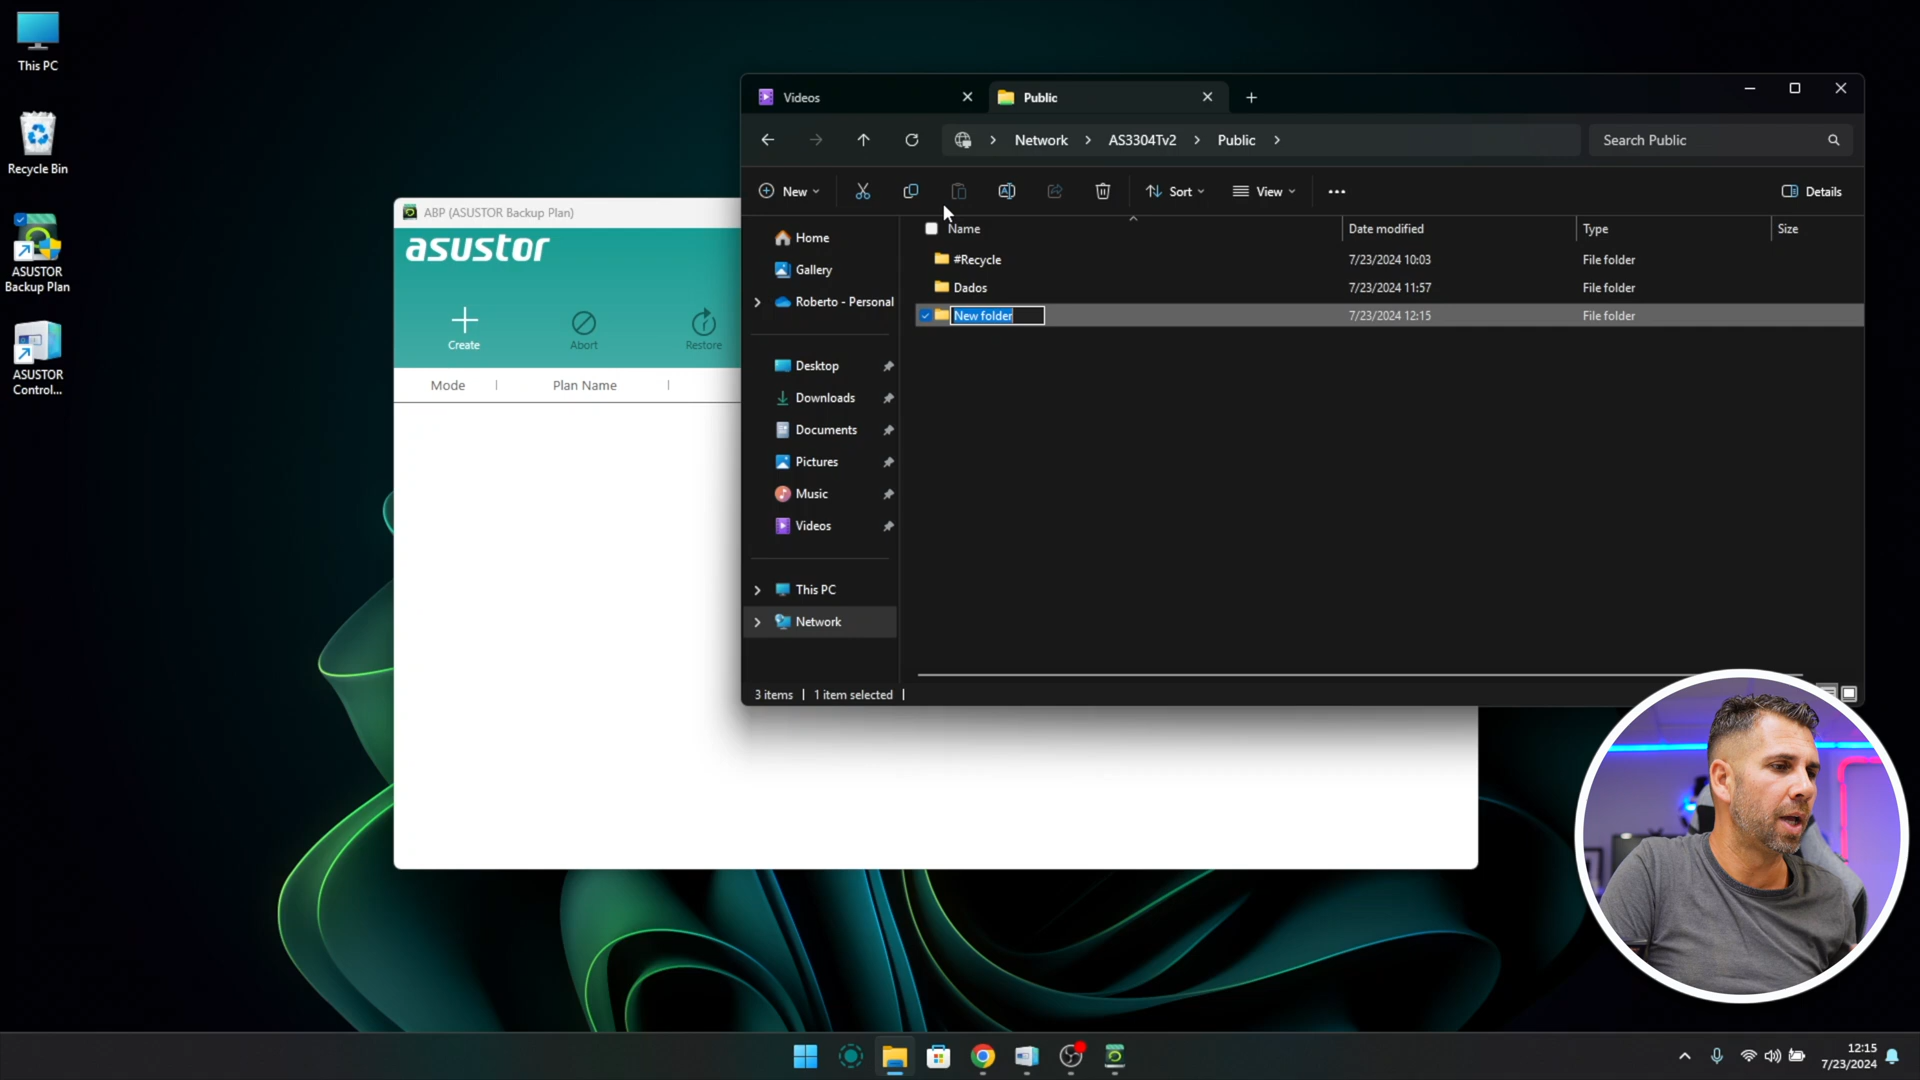 This PC
Recycle Bin
ASUSTOR
Backup Plan
ASUSTOR
Control...
ABP (ASUSTOR Backup Plan)
asustor
Create
Abort
Restore
Mode
Plan Name
Videos
Public
Network
AS3304Tv2
Public
Search Public
New
Sort
View
Details
Home
Gallery
Roberto - Personal
Desktop
Downloads
Documents
Pictures
Music
Videos
This PC
Network
Name Date modified Type Size
#Recycle 7/23/2024 10:03 File folder
Dados 7/23/2024 11:57 File folder
New folder 7/23/2024 12:15 File folder
3 items 1 item selected
12:15
7/23/2024